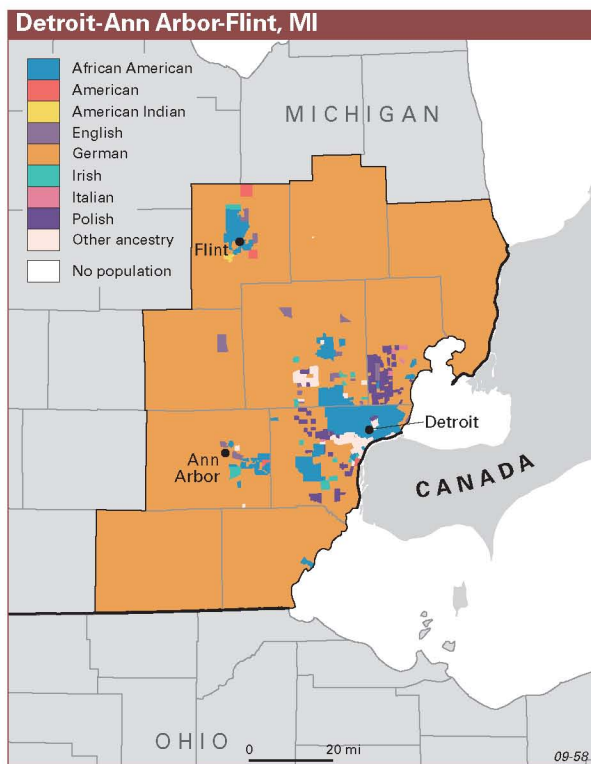 Detroit-Ann Arbor-Flint, MI
African American
American
American Indian
English
German
Irish
Italian
Polish
Other ancestry
No population
MICHIGAN
Flint
Detroit
Ann
Arbor
CANADA
OHIO
0 20 mi
09-58